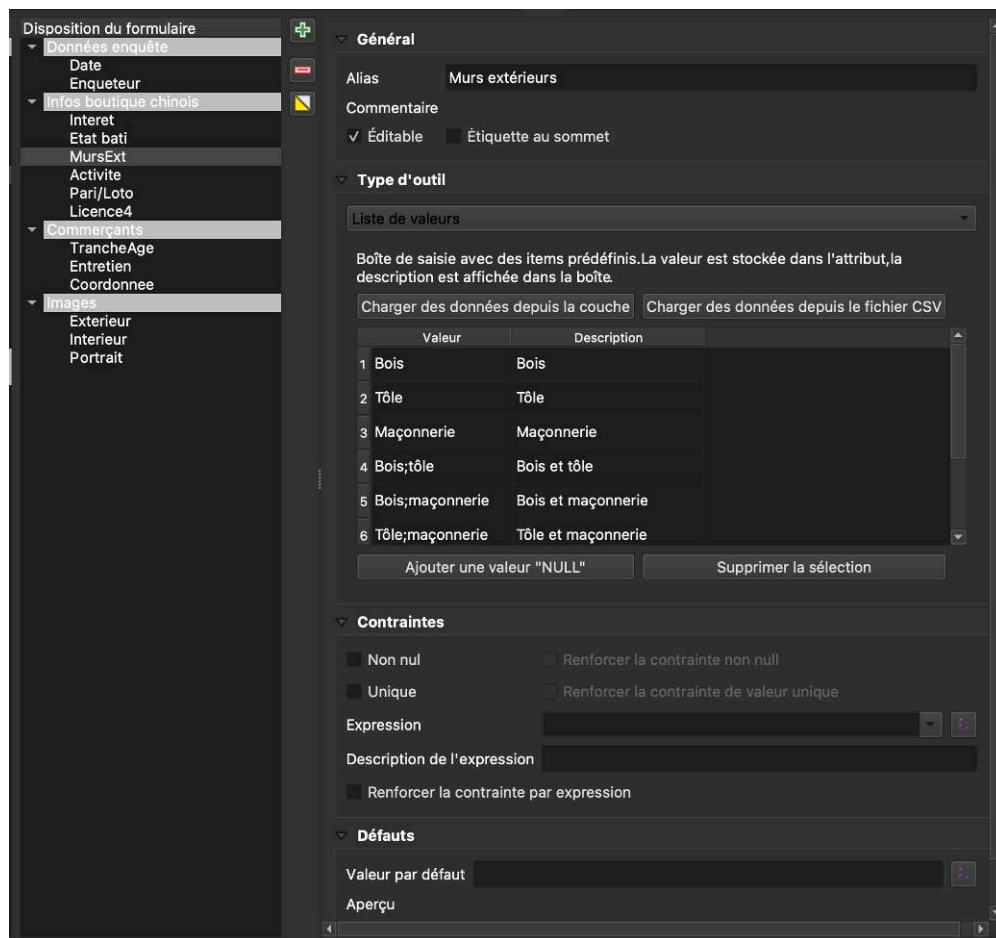 Disposition du formulaire
Données enquête
Date
Enqueteur
Infos boutique chinois
Interet
Etat bati
MursExt
Activite
Pari/Loto
Licence4
Commerçants
TrancheAge
Entretien
Coordonnee
Images
Exterieur
Interieur
Portrait
Général
Alias Murs extérieurs
Commentaire
Éditable Étiquette au sommet
Type d'outil
Liste de valeurs
Boîte de saisie avec des items prédéfinis.La valeur est stockée dans l'attribut,la
description est affichée dans la boîte.
Charger des données depuis la couche Charger des données depuis le fichier CSV
Valeur Description
1 Bois Bois
2 Tôle Tôle
3 Maçonnerie Maçonnerie
4 Bois;tôle Bois et tôle
5 Bois;maçonnerie Bois et maçonnerie
6 Tôle;maçonnerie Tôle et maçonnerie
Ajouter une valeur "NULL" Supprimer la sélection
Contraintes
Non nul Renforcer la contrainte non null
Unique Renforcer la contrainte de valeur unique
Expression
Description de l'expression
Renforcer la contrainte par expression
Défauts
Valeur par défaut
Aperçu